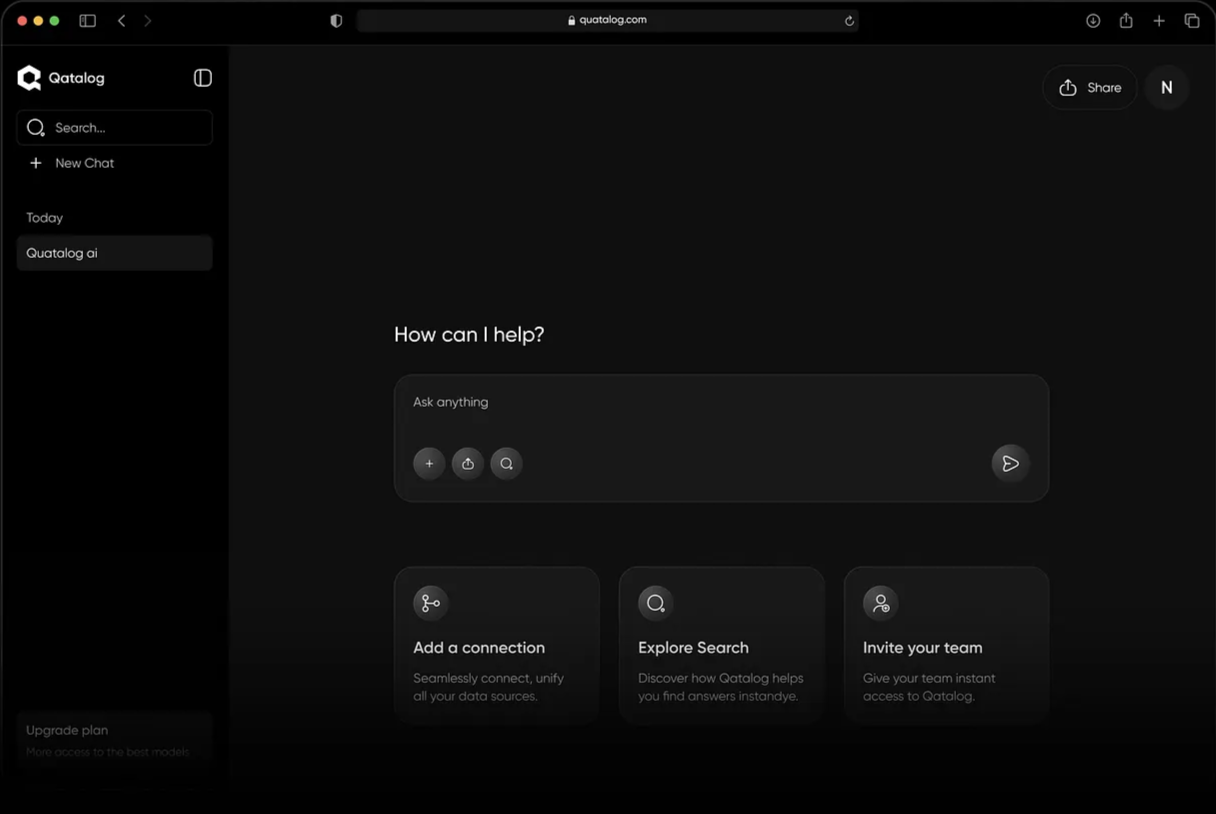 quatalog.com
Qatalog
Share
N
Search...
New Chat
Today
Quatalog ai
How can I help?
Ask anything
Add a connection
Seamlessly connect, unify
all your data sources.
Explore Search
Discover how Qatalog helps
you find answers instandye.
Invite your team
Give your team instant
access to Qatalog.
Upgrade plan
More access to the best models